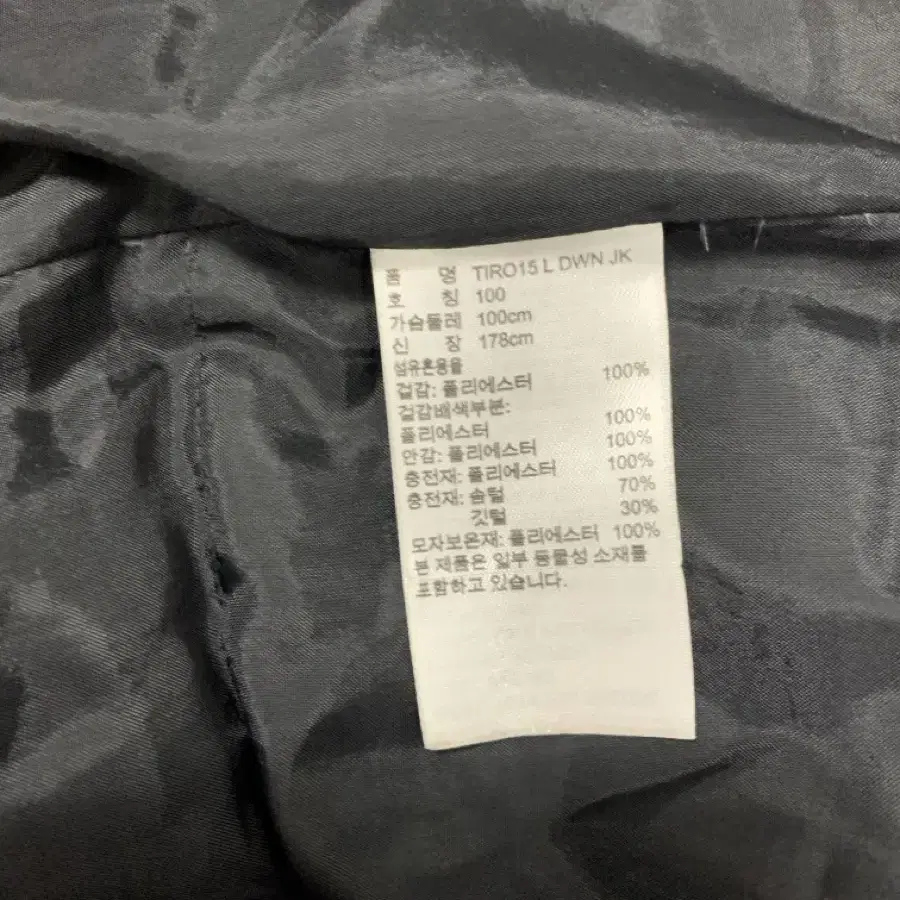 품 명 TIRO15 L DWN JK
호 칭 100
가슴둘레 100cm
신 장 178cm
섬유혼용율
겉감: 폴리에스터 100%
겉감배색부분:
폴리에스터 100%
안감: 폴리에스터 100%
충전재: 폴리에스터 100%
충전재: 솜털 70%
깃털 30%
모자보온재: 폴리에스터 100%
본 제품은 일부 동물성 소재를
포함하고 있습니다.